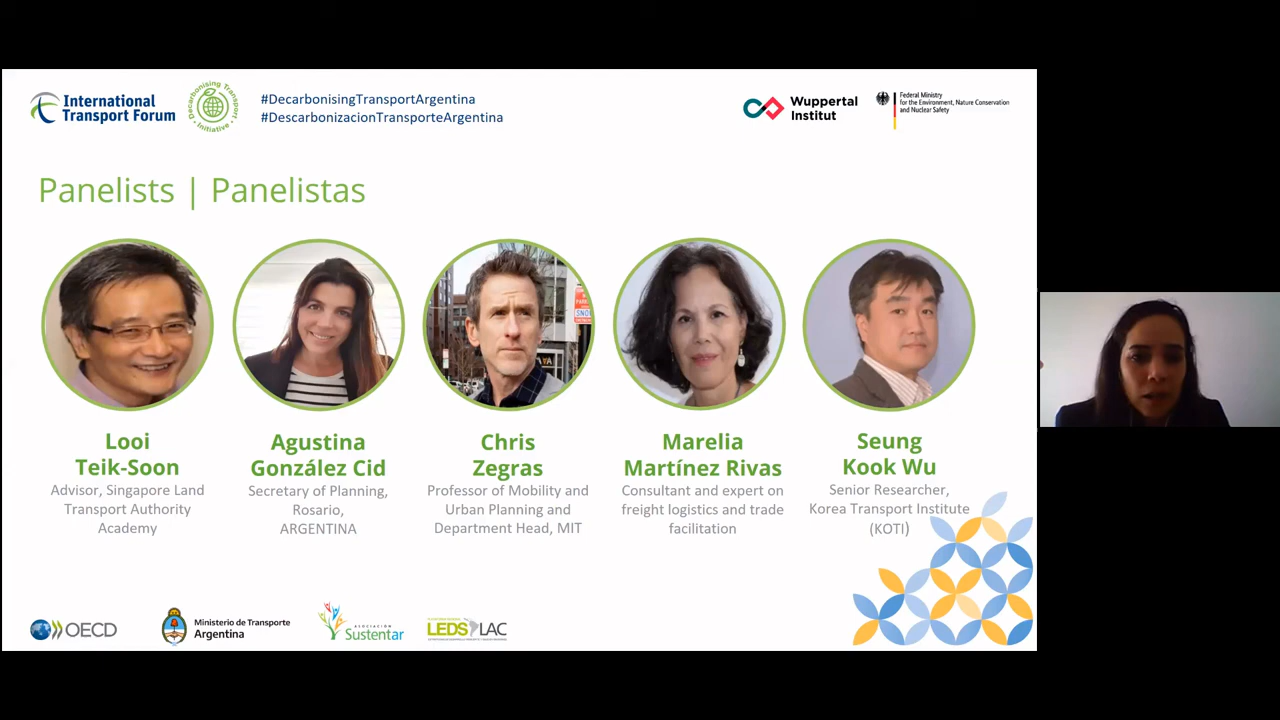 International
Transport Forum
Decarbonising Transport
Initiative
#DecarbonisingTransportArgentina
#DescarbonizacionTransporteArgentina
Wuppertal
Institut
Federal Ministry
for the Environment, Nature Conservation
and Nuclear Safety
Panelists | Panelistas
Looi
Teik-Soon
Advisor, Singapore Land
Transport Authority
Academy
Agustina
González Cid
Secretary of Planning,
Rosario,
ARGENTINA
Chris
Zegras
Professor of Mobility and
Urban Planning and
Department Head, MIT
Marelia
Martínez Rivas
Consultant and expert on
freight logistics and trade
facilitation
Seung
Kook Wu
Senior Researcher,
Korea Transport Institute
(KOTI)
OECD
Ministerio de Transporte
Argentina
ASOCIACIÓN
Sustentar
LEDS LAC